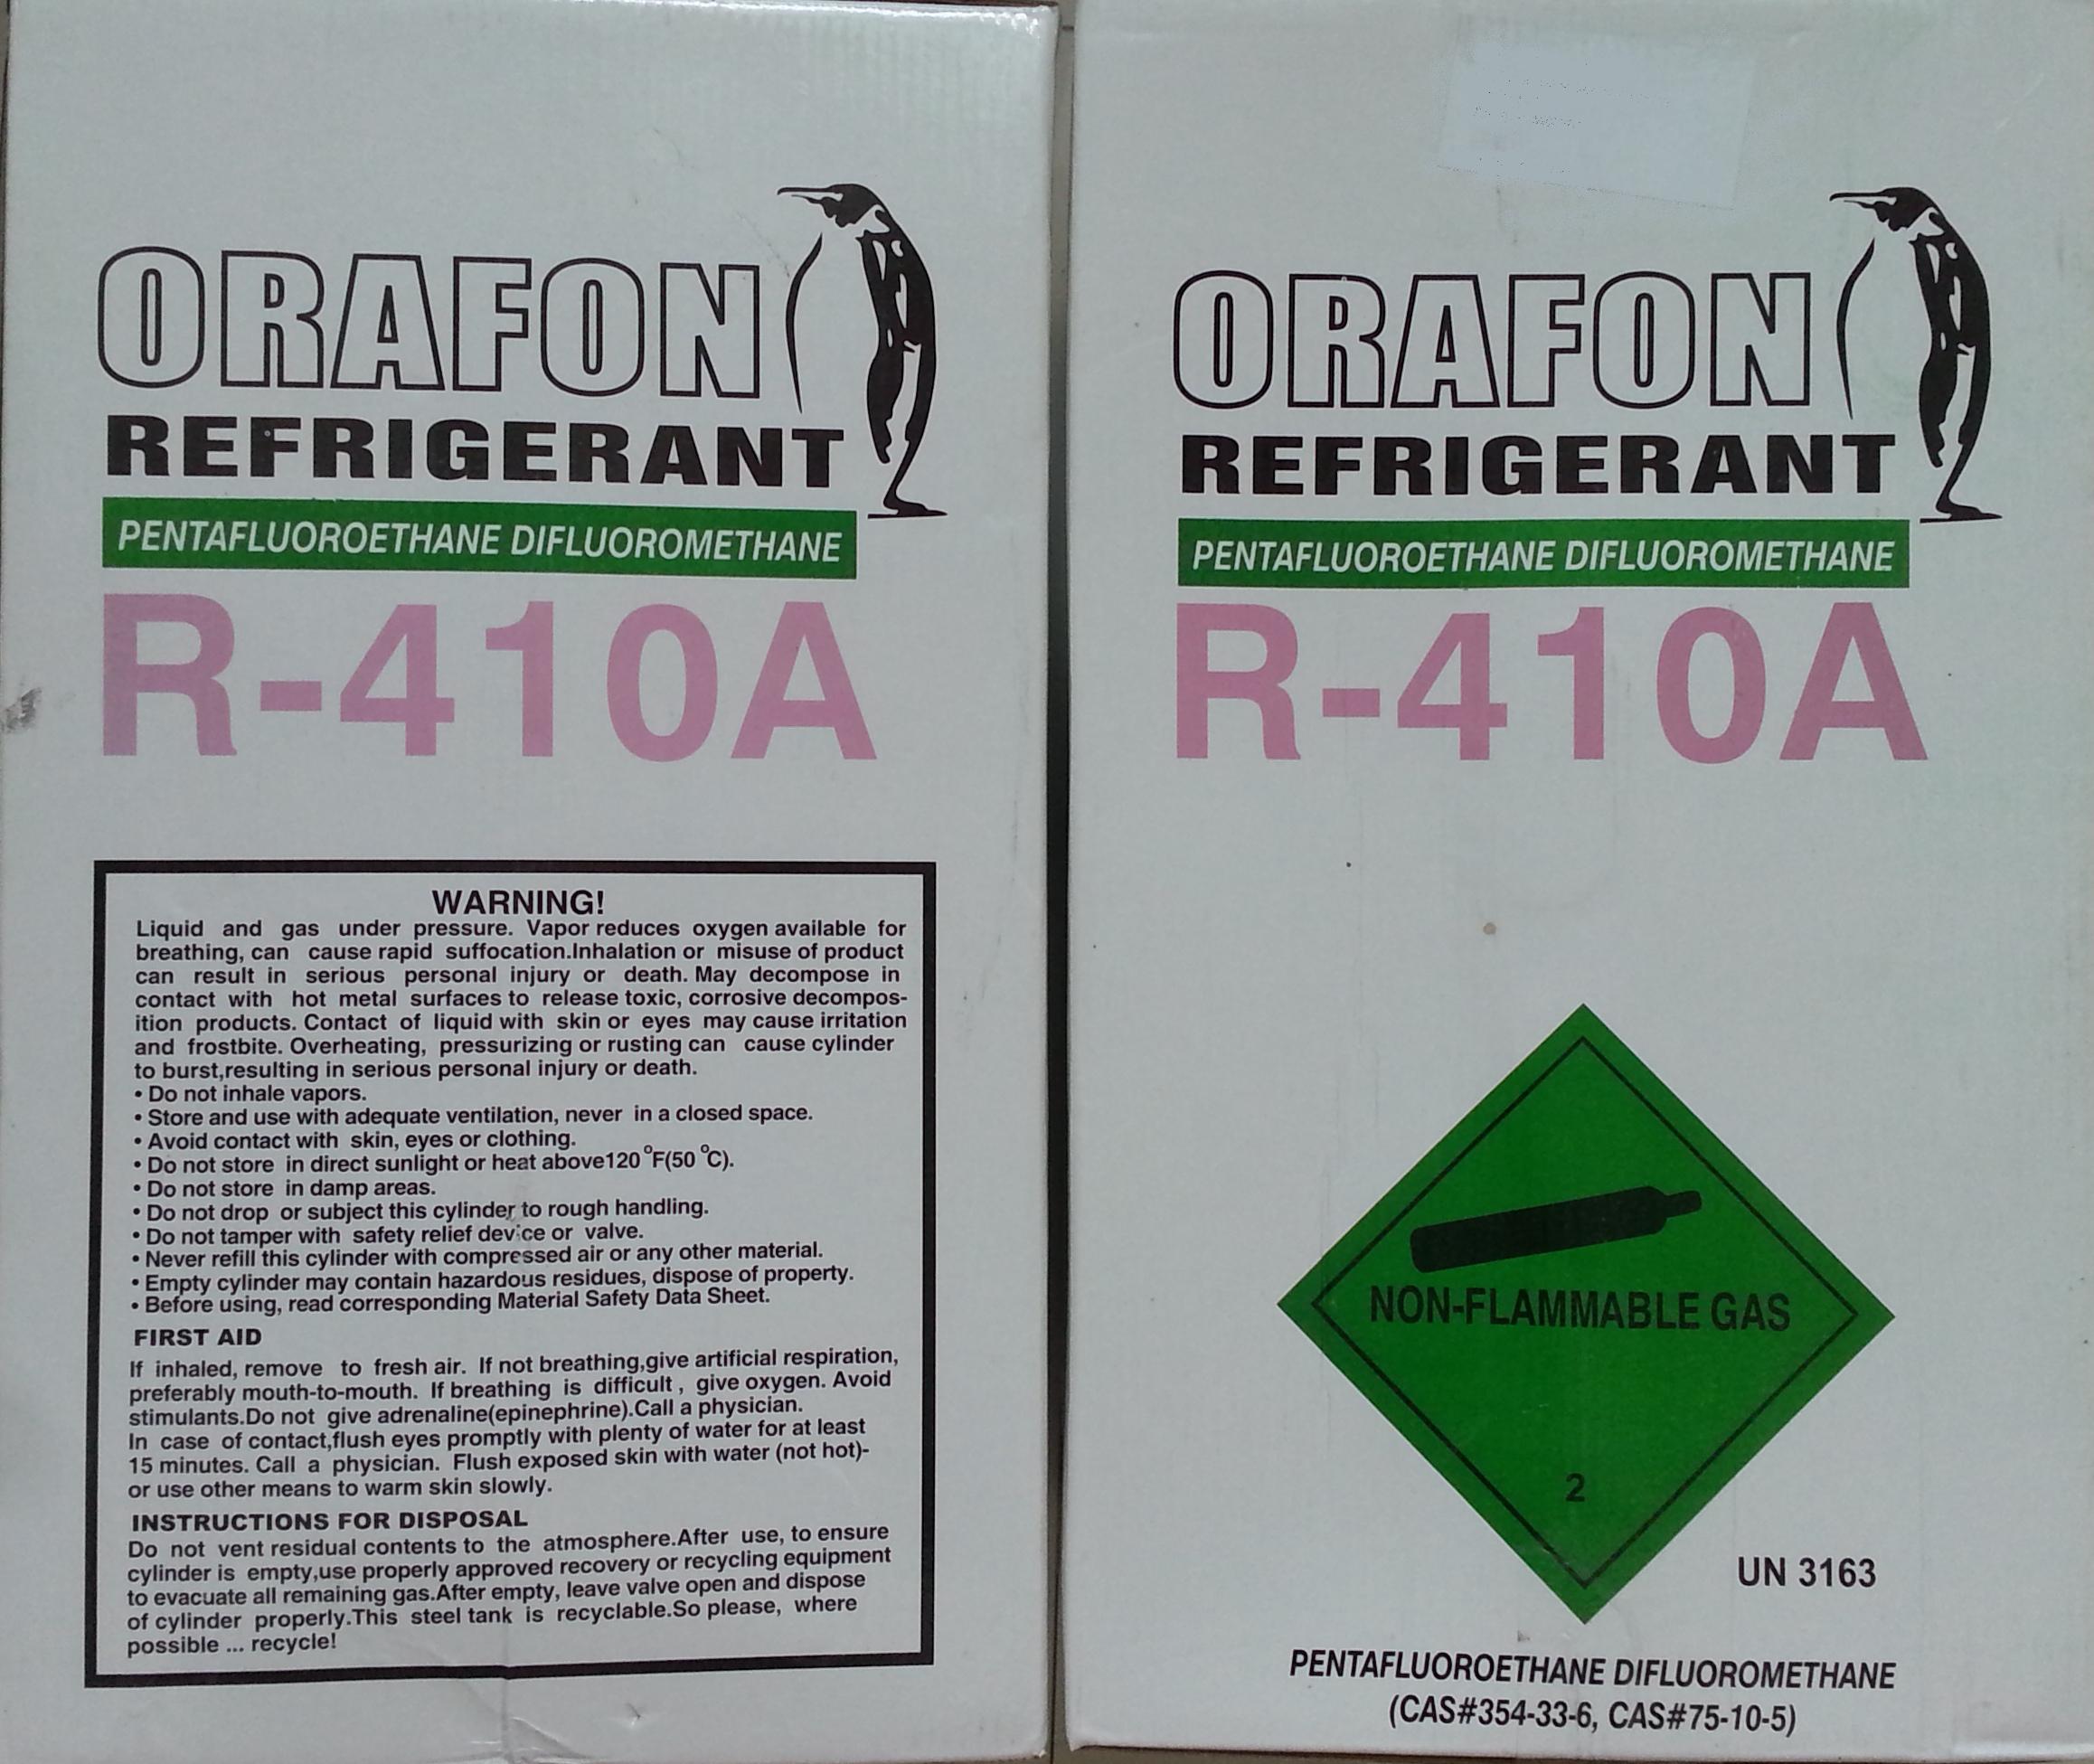 ORAFON
REFRIGERANT
PENTAFLUOROETHANE DIFLUOROMETHANE
R-410A
WARNING!
Liquid and gas under pressure. Vapor reduces oxygen available for
breathing, can cause rapid suffocation.Inhalation or misuse of product
can result in serious personal injury or death. May decompose in
contact with hot metal surfaces to release toxic, corrosive decompos-
ition products. Contact of liquid with skin or eyes may cause irritation
and frostbite. Overheating, pressurizing or rusting can cause cylinder
to burst,resulting in serious personal injury or death.
• Do not inhale vapors.
• Store and use with adequate ventilation, never in a closed space.
• Avoid contact with skin, eyes or clothing.
• Do not store in direct sunlight or heat above120 °F(50 °C).
• Do not store in damp areas.
• Do not drop or subject this cylinder to rough handling.
• Do not tamper with safety relief device or valve.
• Never refill this cylinder with compressed air or any other material.
• Empty cylinder may contain hazardous residues, dispose of property.
• Before using, read corresponding Material Safety Data Sheet.
FIRST AID
If inhaled, remove to fresh air. If not breathing,give artificial respiration,
preferably mouth-to-mouth. If breathing is difficult , give oxygen. Avoid
stimulants.Do not give adrenaline(epinephrine).Call a physician.
In case of contact,flush eyes promptly with plenty of water for at least
15 minutes. Call a physician. Flush exposed skin with water (not hot)-
or use other means to warm skin slowly.
INSTRUCTIONS FOR DISPOSAL
Do not vent residual contents to the atmosphere.After use, to ensure
cylinder is empty,use properly approved recovery or recycling equipment
to evacuate all remaining gas.After empty, leave valve open and dispose
of cylinder properly.This steel tank is recyclable.So please, where
possible ... recycle!
ORAFON
REFRIGERANT
PENTAFLUOROETHANE DIFLUOROMETHANE
R-410A
NON-FLAMMABLE GAS
2
UN 3163
PENTAFLUOROETHANE DIFLUOROMETHANE
(CAS#354-33-6, CAS#75-10-5)